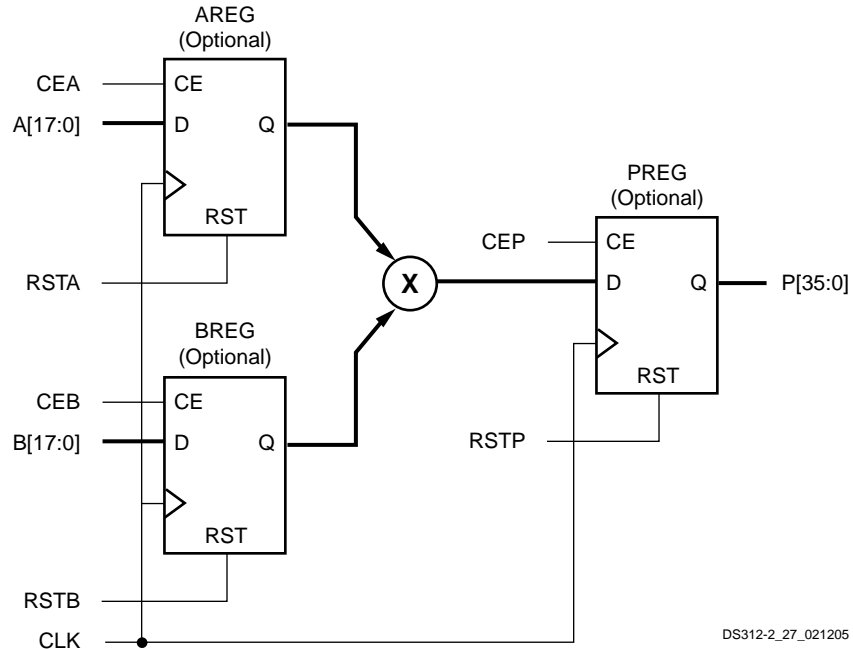 AREG
(Optional)
CEA
CE
A[17:0]
D
Q
RST
RSTA
PREG
(Optional)
CEP
CE
X
D
Q
P[35:0]
RST
RSTP
BREG
(Optional)
CEB
CE
B[17:0]
D
Q
RST
RSTB
CLK
DS312-2_27_021205